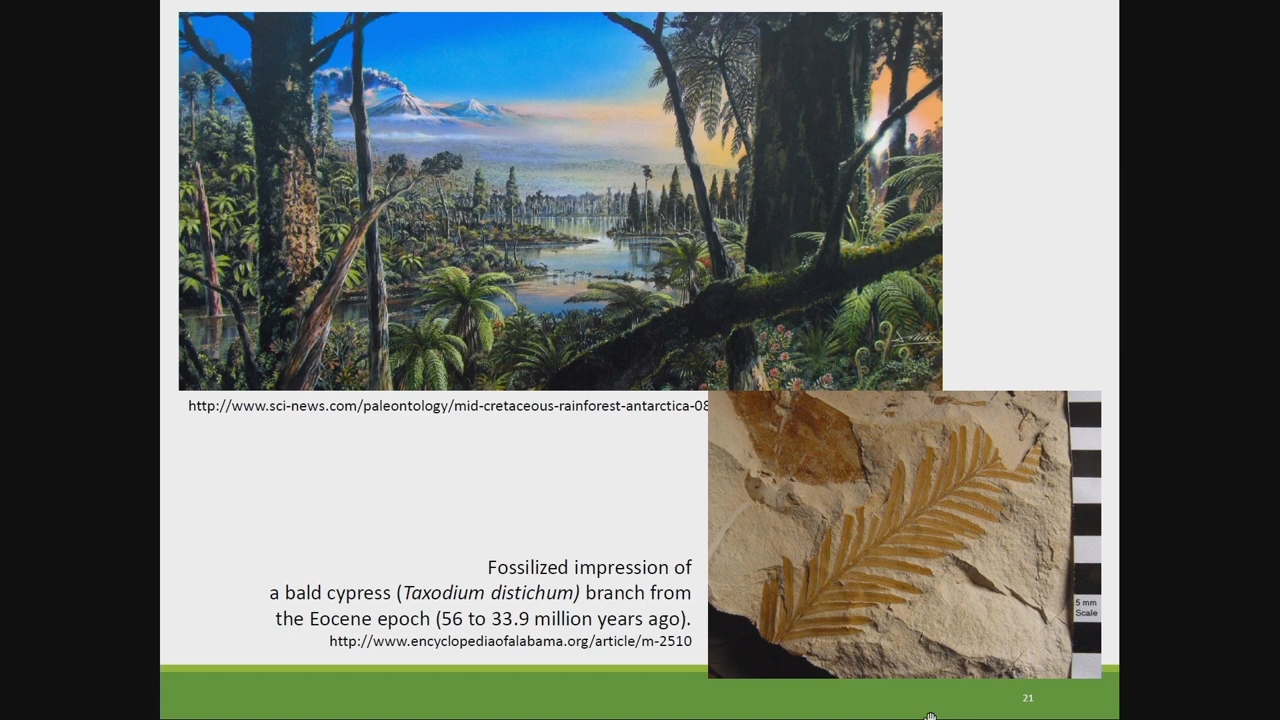 http://www.sci-news.com/paleontology/mid-cretaceous-rainforest-antarctica-08
Fossilized impression of
a bald cypress (Taxodium distichum) branch from
the Eocene epoch (56 to 33.9 million years ago).
http://www.encyclopediaofalabama.org/article/m-2510
5 mm
Scale
21